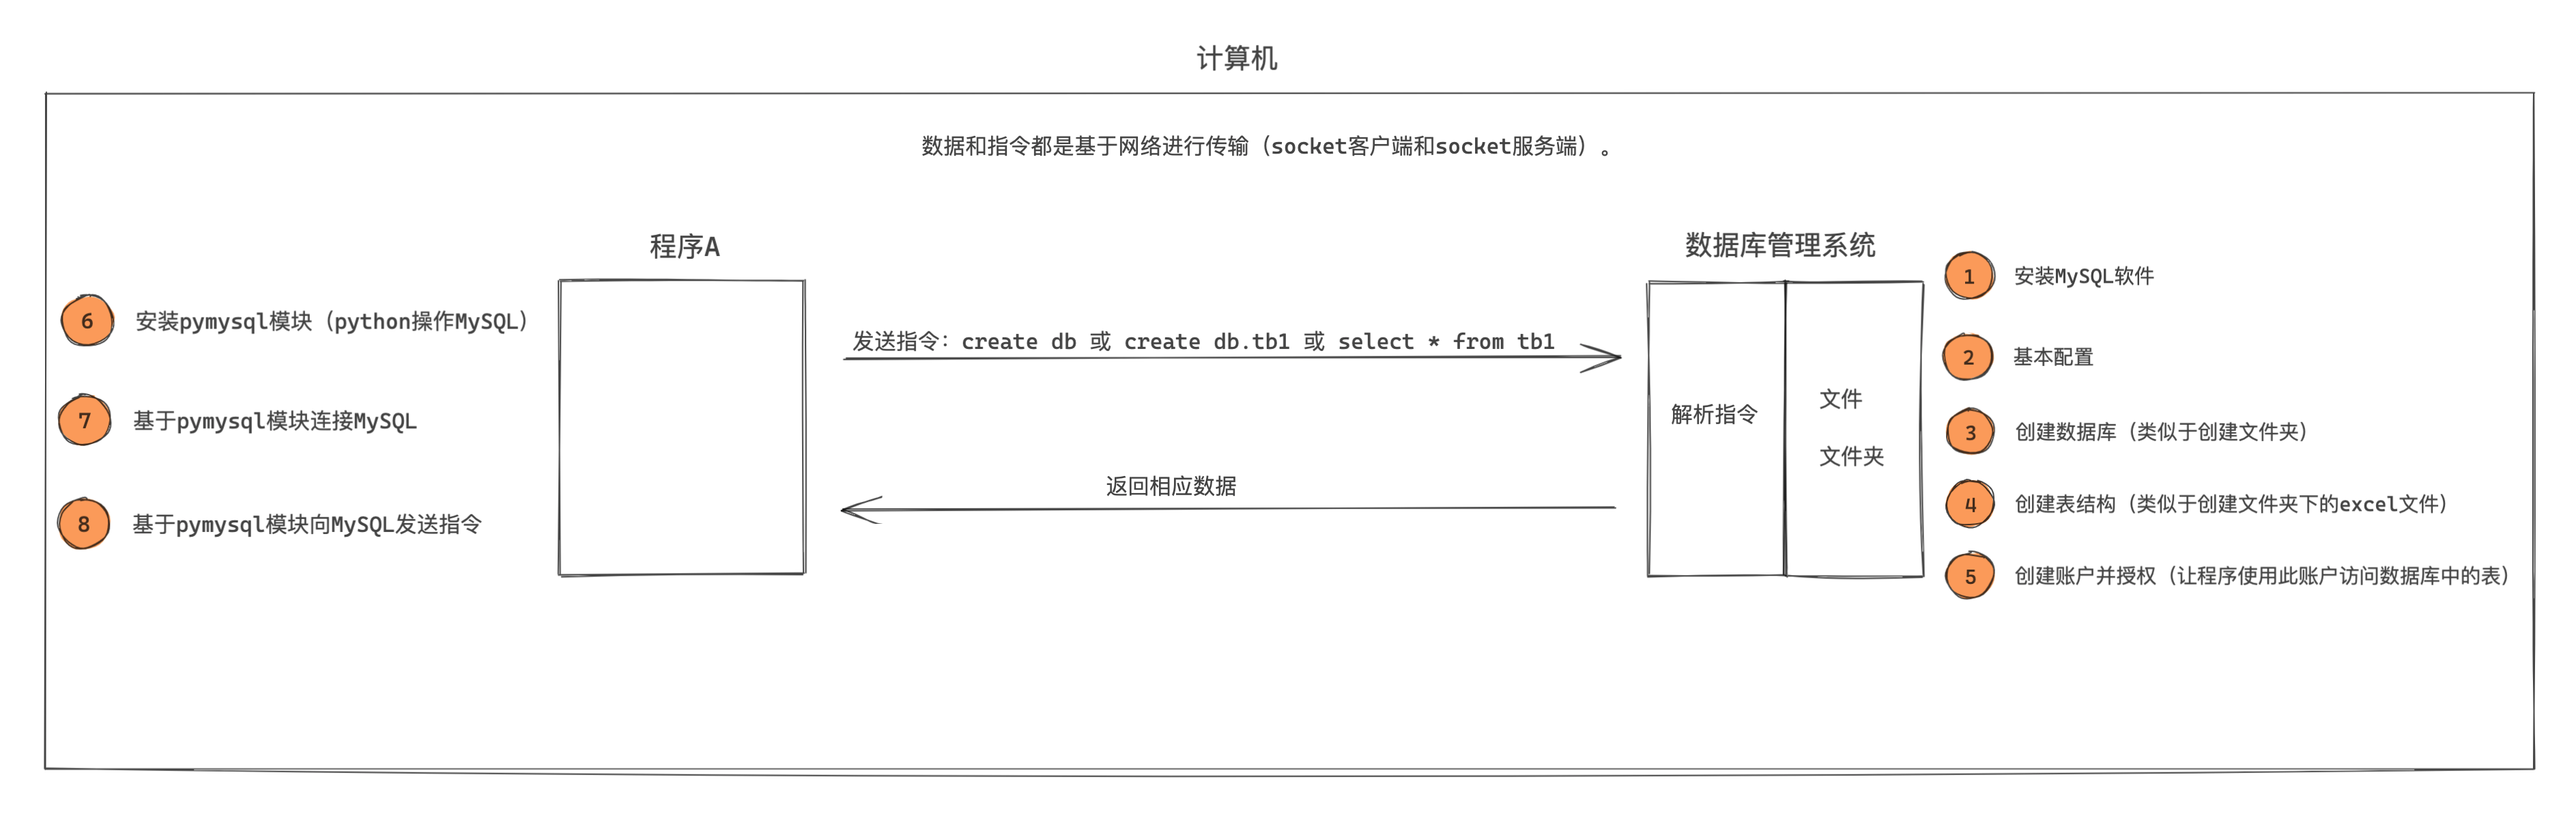 计算机
数据和指令都是基于网络进行传输（socket客户端和socket服务端）。
程序A
数据库管理系统
6 安装pymysql模块（python操作MySQL）
7 基于pymysql模块连接MySQL
8 基于pymysql模块向MySQL发送指令
发送指令：create db 或 create db.tb1 或 select * from tb1
返回相应数据
解析指令
文件
文件夹
1 安装MySQL软件
2 基本配置
3 创建数据库（类似于创建文件夹）
4 创建表结构（类似于创建文件夹下的excel文件）
5 创建账户并授权（让程序使用此账户访问数据库中的表）